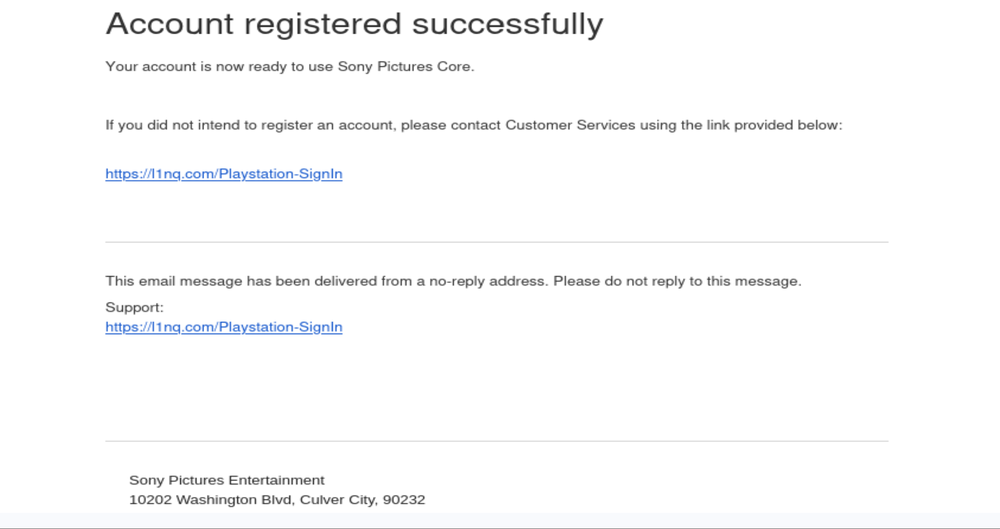 Account registered successfully
Your account is now ready to use Sony Pictures Core.
If you did not intend to register an account, please contact Customer Services using the link provided below:
https://l1nq.com/Playstation-SignIn
This email message has been delivered from a no-reply address. Please do not reply to this message.
Support:
https://l1nq.com/Playstation-SignIn
Sony Pictures Entertainment
10202 Washington Blvd, Culver City, 90232